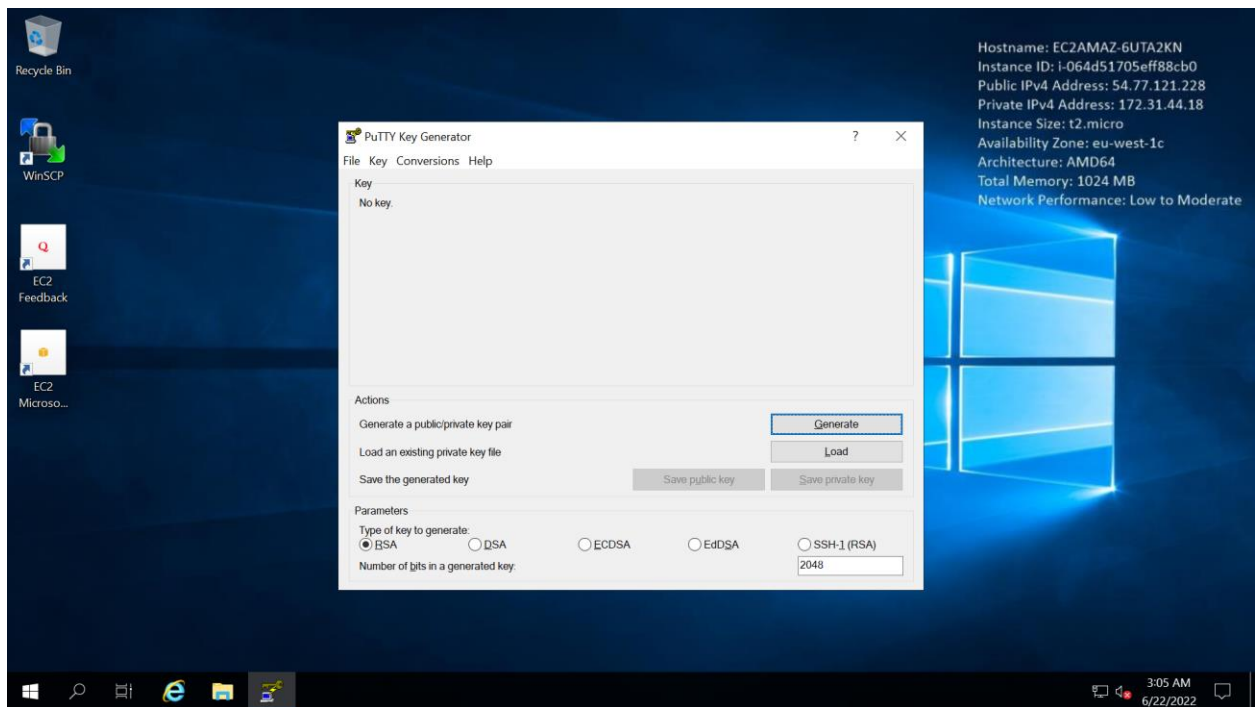 Recycle Bin
WinSCP
Q
EC2
Feedback
EC2
Microso...
Hostname: EC2AMAZ-6UTA2KN
Instance ID: i-064d51705eff88cb0
Public IPv4 Address: 54.77.121.228
Private IPv4 Address: 172.31.44.18
Instance Size: t2.micro
Availability Zone: eu-west-1c
Architecture: AMD64
Total Memory: 1024 MB
Network Performance: Low to Moderate
PuTTY Key Generator ? ×
File Key Conversions Help
Key
No key.
Actions
Generate a public/private key pair Generate
Load an existing private key file Load
Save the generated key Save public key Save private key
Parameters
Type of key to generate:
RSA DSA ECDSA EdDSA SSH-1 (RSA)
Number of bits in a generated key: 2048
3:05 AM
6/22/2022